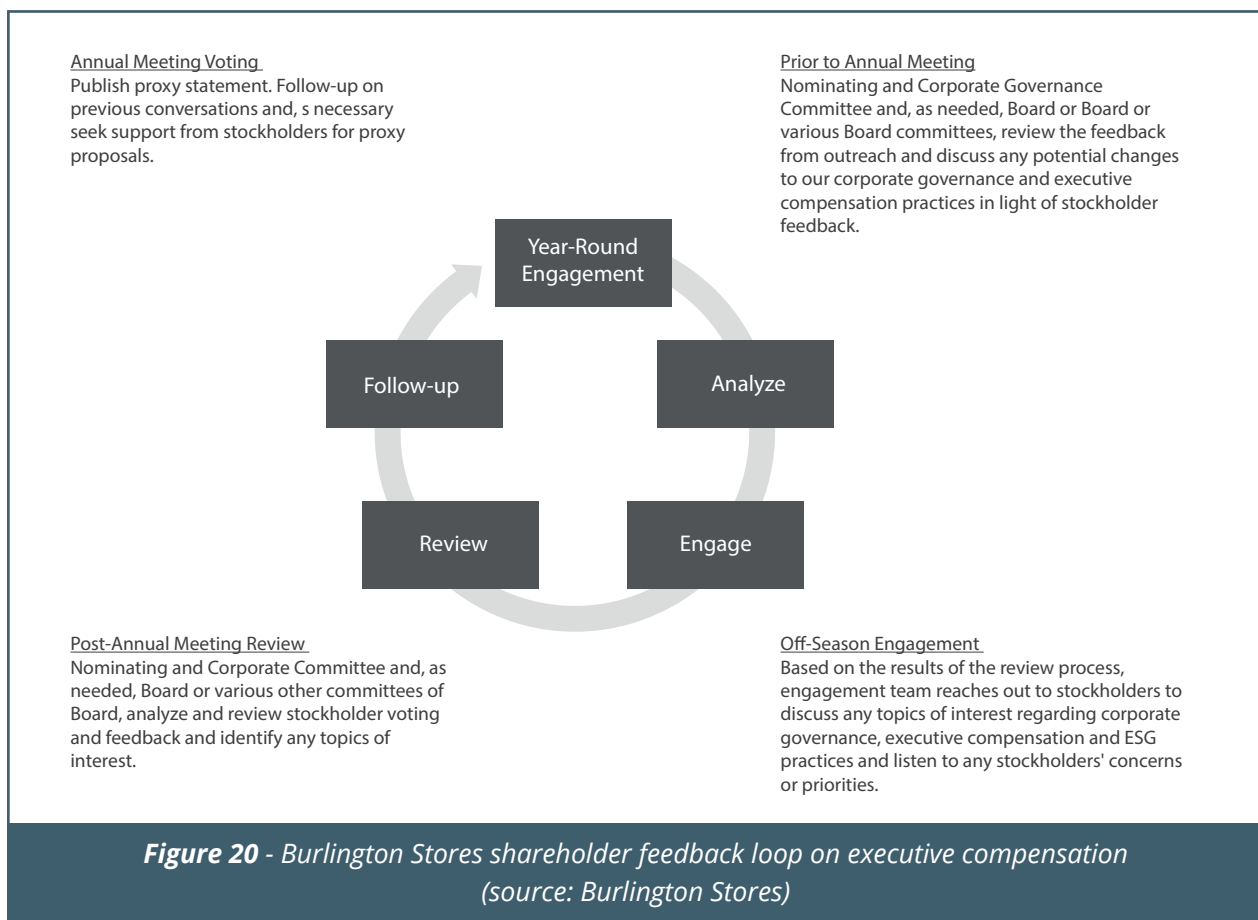 Annual Meeting Voting
Publish proxy statement. Follow-up on
previous conversations and, s necessary
seek support from stockholders for proxy
proposals.
Prior to Annual Meeting
Nominating and Corporate Governance
Committee and, as needed, Board or Board or
various Board committees, review the feedback
from outreach and discuss any potential changes
to our corporate governance and executive
compensation practices in light of stockholder
feedback.
Year-Round
Engagement
Follow-up
Analyze
Review
Engage
Post-Annual Meeting Review
Nominating and Corporate Committee and, as
needed, Board or various other committees of
Board, analyze and review stockholder voting
and feedback and identify any topics of
interest.
Off-Season Engagement
Based on the results of the review process,
engagement team reaches out to stockholders to
discuss any topics of interest regarding corporate
governance, executive compensation and ESG
practices and listen to any stockholders' concerns
or priorities.
Figure 20 - Burlington Stores shareholder feedback loop on executive compensation
(source: Burlington Stores)